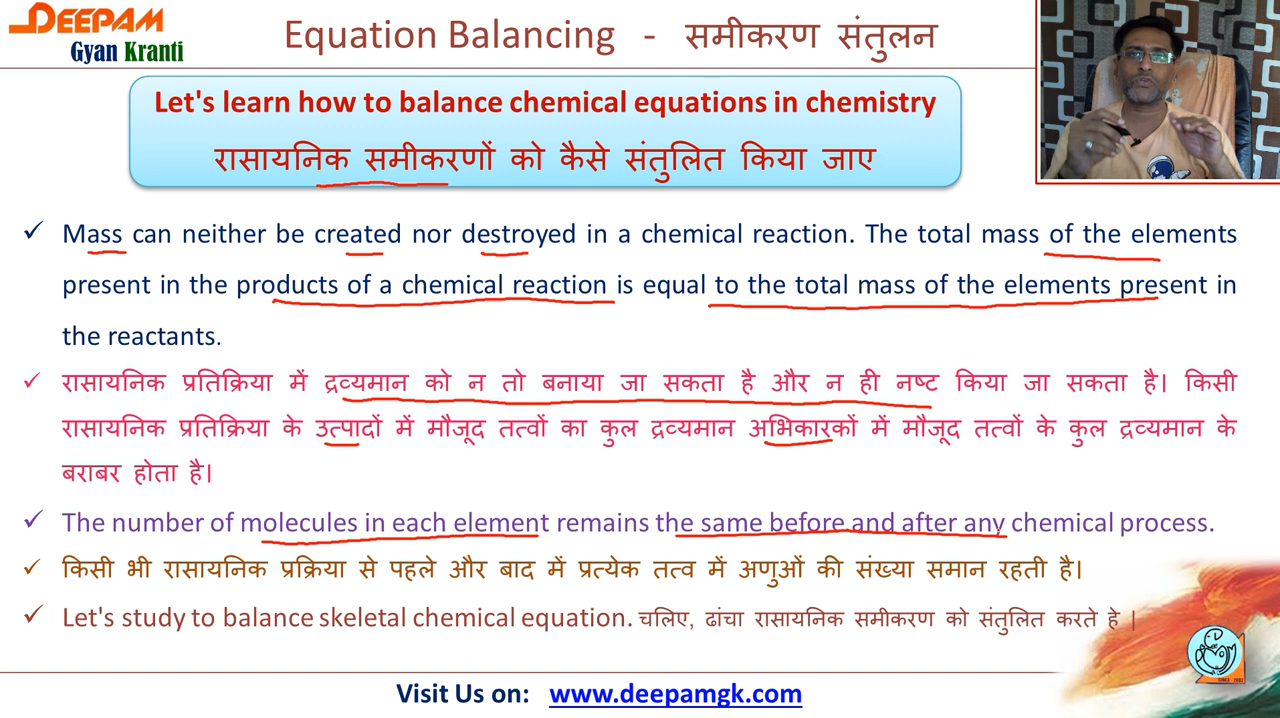 DEEPAM
Gyan Kranti
Equation Balancing - समीकरण संतुलन
Let's learn how to balance chemical equations in chemistry
रासायनिक समीकरणों को कैसे संतुलित किया जाए
✓ Mass can neither be created nor destroyed in a chemical reaction. The total mass of the elements
present in the products of a chemical reaction is equal to the total mass of the elements present in
the reactants.
✓ रासायनिक प्रतिक्रिया में द्रव्यमान को न तो बनाया जा सकता है और न ही नष्ट किया जा सकता है। किसी
रासायनिक प्रतिक्रिया के उत्पादों में मौजूद तत्वों का कुल द्रव्यमान अभिकारकों में मौजूद तत्वों के कुल द्रव्यमान के
बराबर होता है।
✓ The number of molecules in each element remains the same before and after any chemical process.
✓ किसी भी रासायनिक प्रक्रिया से पहले और बाद में प्रत्येक तत्व में अणुओं की संख्या समान रहती है।
✓ Let's study to balance skeletal chemical equation. चलिए, ढांचा रासायनिक समीकरण को संतुलित करते हे |
SINCE 2002
Visit Us on: www.deepamgk.com